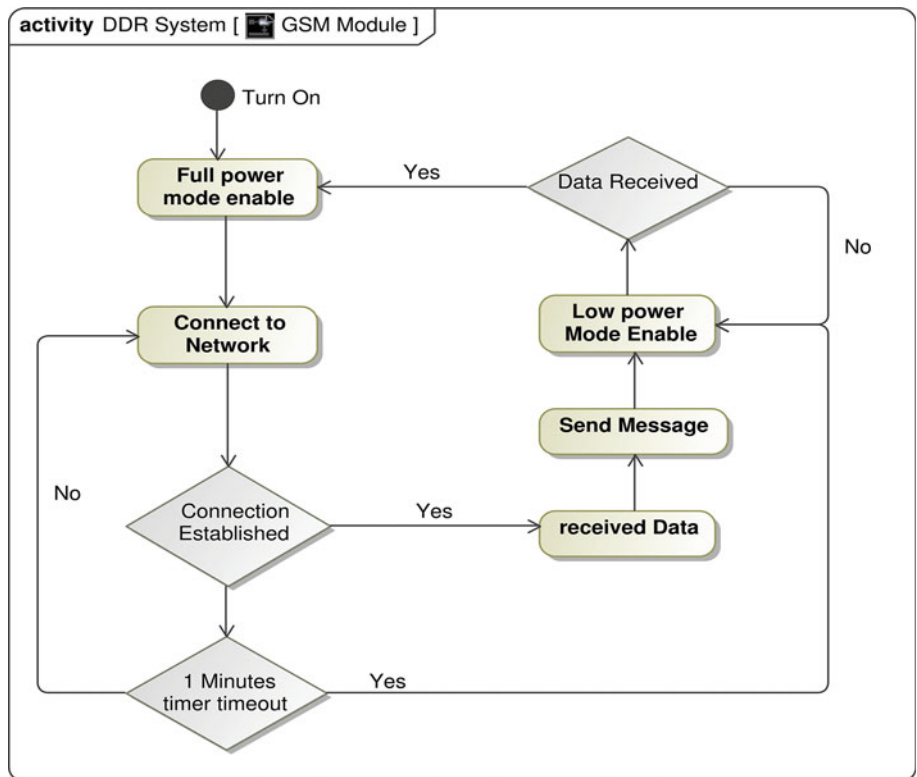 activity DDR System [ GSM Module ]
Turn On
Full power
mode enable
Yes
Data Received
No
Connect to
Network
Low power
Mode Enable
Send Message
No
Connection
Established
Yes
received Data
1 Minutes
timer timeout
Yes